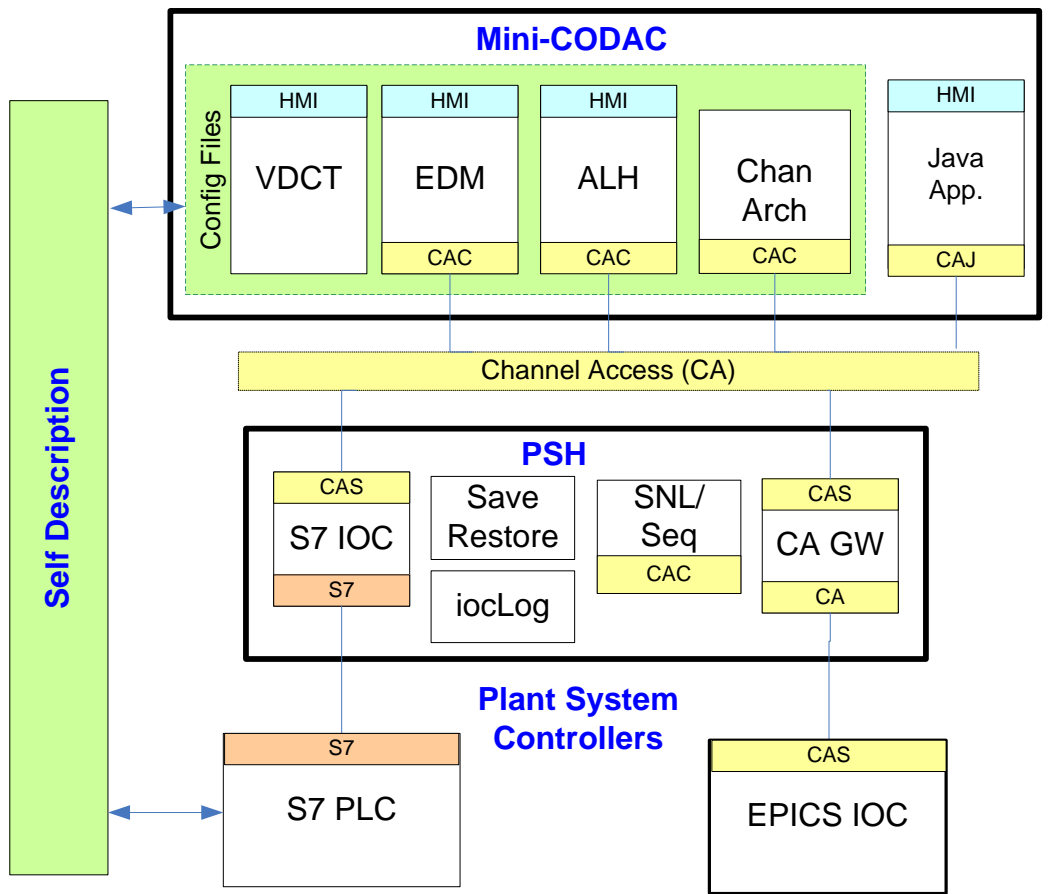 Mini-CODAC
Config Files
HMI
VDCT
HMI
EDM
CAC
HMI
ALH
CAC
Chan
Arch
CAC
HMI
Java
App.
CAJ
Self Description
Channel Access (CA)
PSH
CAS
S7 IOC
S7
Save
Restore
iocLog
SNL/
Seq
CAC
CAS
CA GW
CA
Plant System
Controllers
S7
S7 PLC
CAS
EPICS IOC